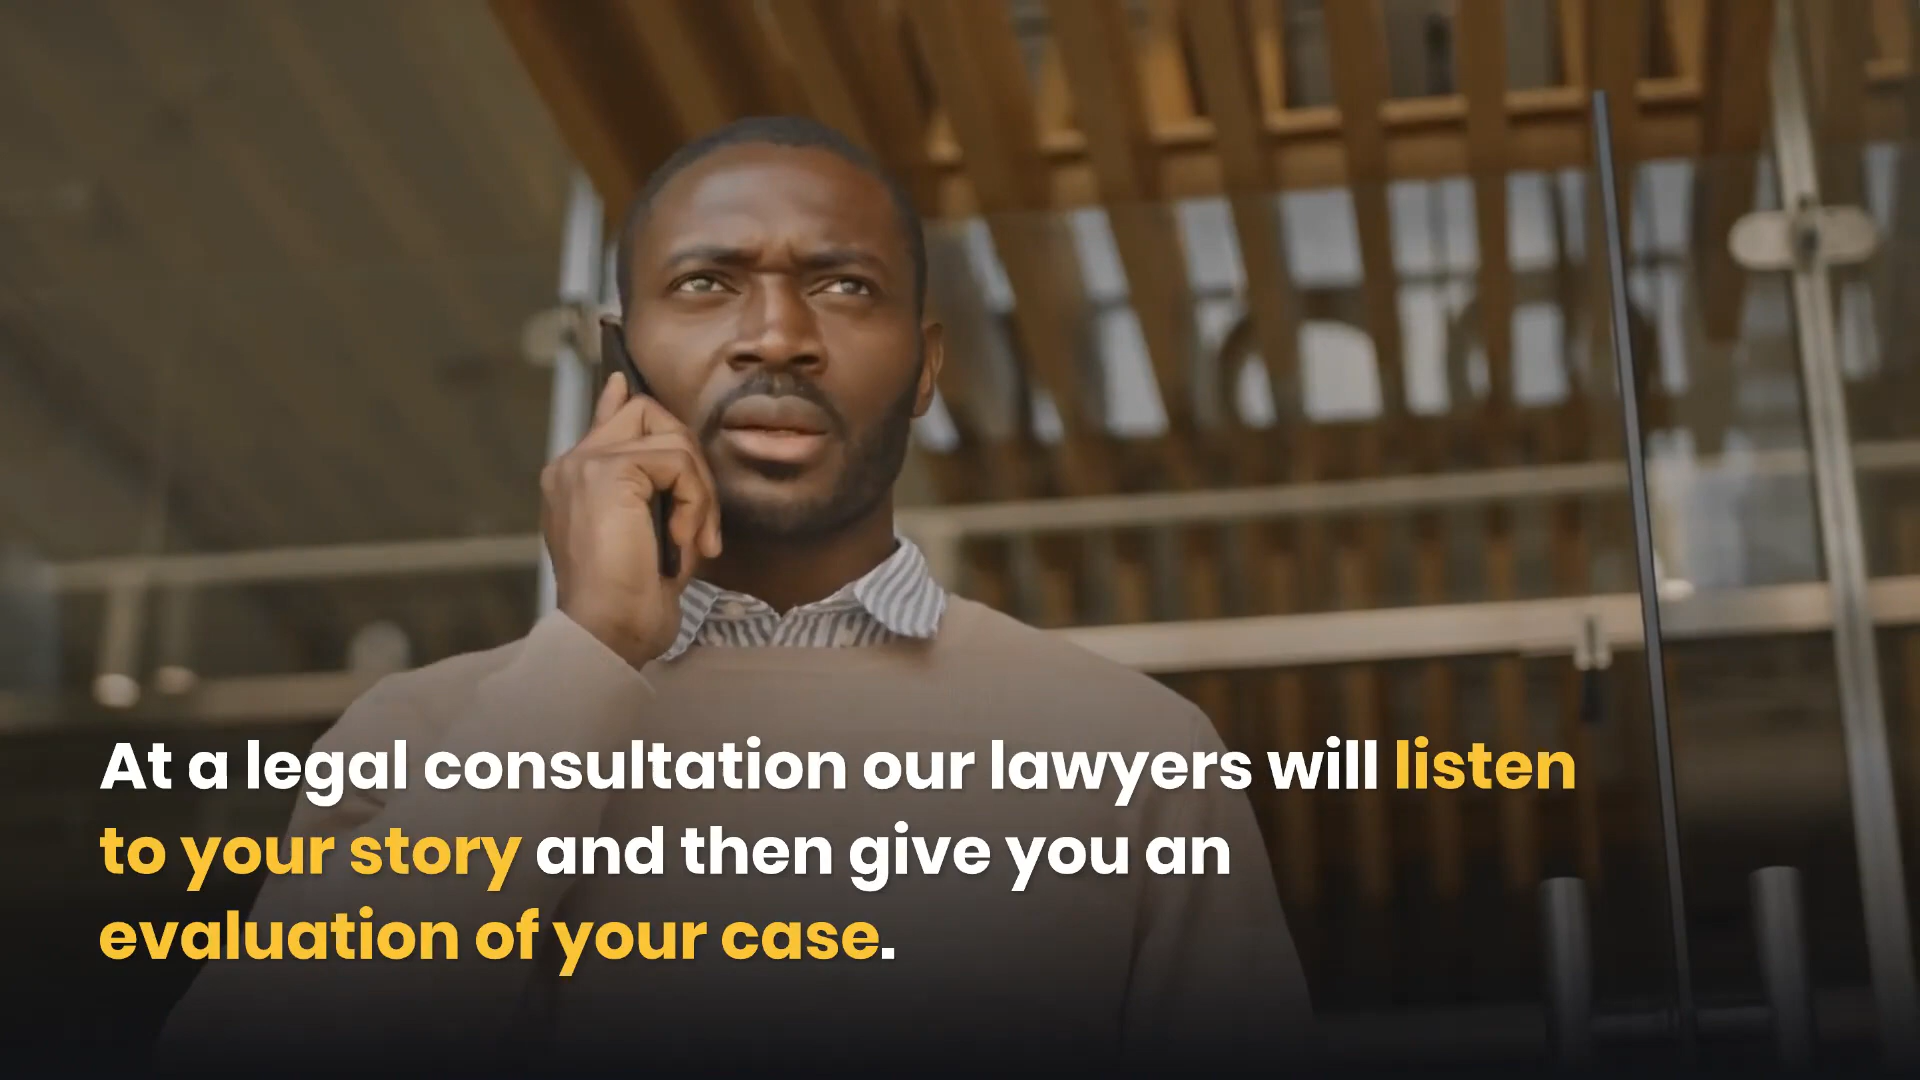 At a legal consultation our lawyers will listen
to your story and then give you an
evaluation of your case.